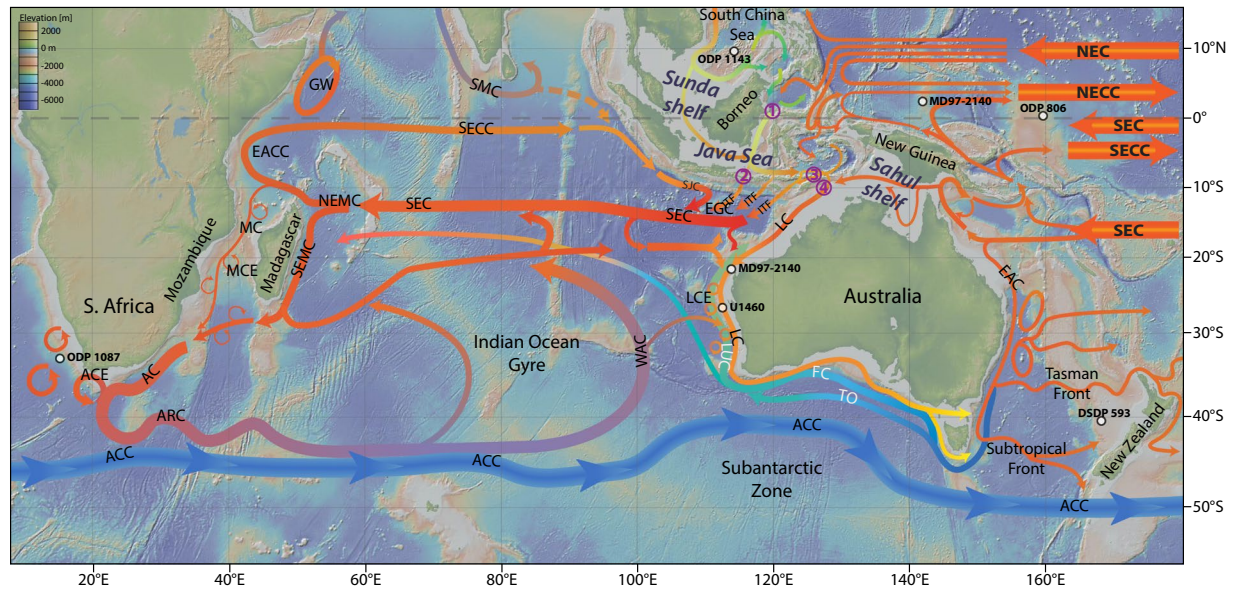 Elevation [m]
2000
0 m
-2000
-4000
-6000
South China
Sea
ODP 1143
NEC
10°N
GW
SMC
Sunda
shelf
Borneo
1
MD97-2140
NECC
ODP 806
SECC
SEC
0°
EACC
Java Sea
New Guinea
SECC
2
3
4
Sahul
shelf
SJC
ITF
ITF
ITF
10°S
NEMC
SEC
SEC
EGC
LC
SEC
MC
Mozambique
Madagascar
SEMC
20°S
MCE
MD97-2140
EAC
S. Africa
LCE
U1460
Australia
30°S
ODP 1087
ACE
AC
Indian Ocean
Gyre
WAC
LUC
LC
FC
TO
Tasman
Front
ARC
DSDP 593
40°S
ACC
ACC
ACC
Subantarctic
Zone
Subtropical
Front
New Zealand
ACC
50°S
20°E
40°E
60°E
80°E
100°E
120°E
140°E
160°E